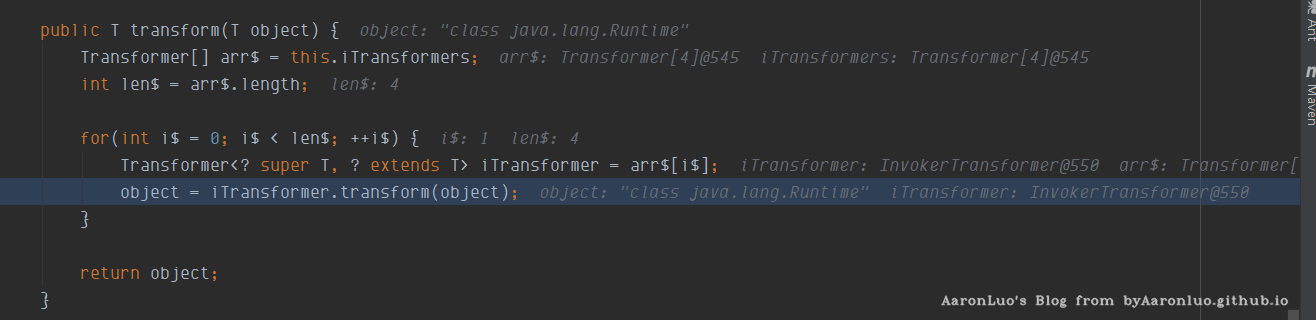 public T transform(T object) {  object: "class java.lang.Runtime"
Transformer[] arr$ = this.iTransformers;  arr$: Transformer[4]@545  iTransformers: Transformer[4]@545
int len$ = arr$.length;  len$: 4
for(int i$ = 0; i$ < len$; ++i$) {  i$: 1  len$: 4
Transformer<? super T, ? extends T> iTransformer = arr$[i$];  iTransformer: InvokerTransformer@550  arr$: Transformer[
object = iTransformer.transform(object);  object: "class java.lang.Runtime"  iTransformer: InvokerTransformer@550
}
return object;
}
Ant
m Maven
AaronLuo's Blog from byAaronluo.github.io